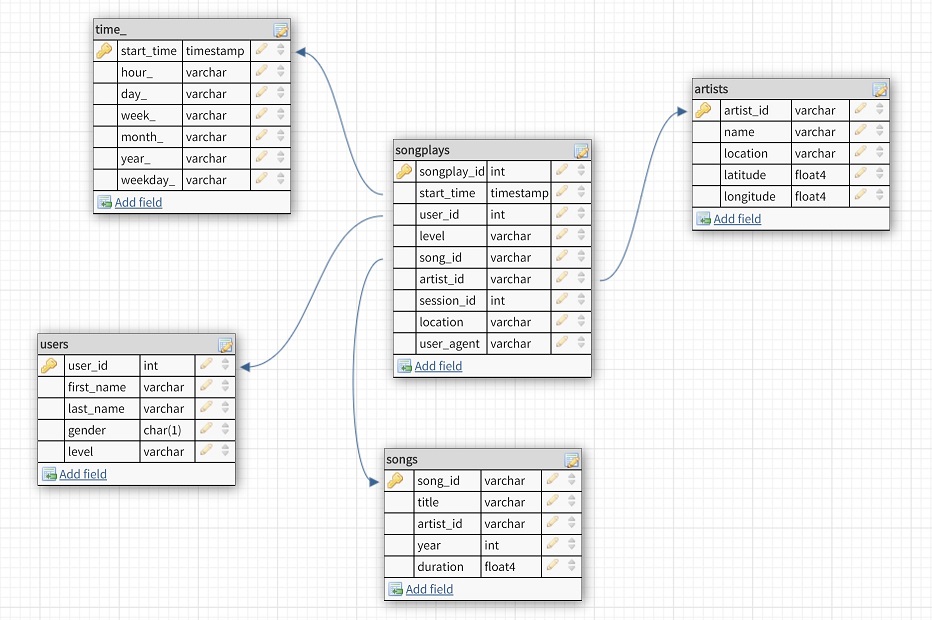 time_
start_time timestamp
hour_ varchar
day_ varchar
week_ varchar
month_ varchar
year_ varchar
weekday_ varchar
Add field
artists
artist_id varchar
name varchar
location varchar
latitude float4
longitude float4
Add field
songplays
songplay_id int
start_time timestamp
user_id int
level varchar
song_id varchar
artist_id varchar
session_id int
location varchar
user_agent varchar
Add field
users
user_id int
first_name varchar
last_name varchar
gender char(1)
level varchar
Add field
songs
song_id varchar
title varchar
artist_id varchar
year int
duration float4
Add field